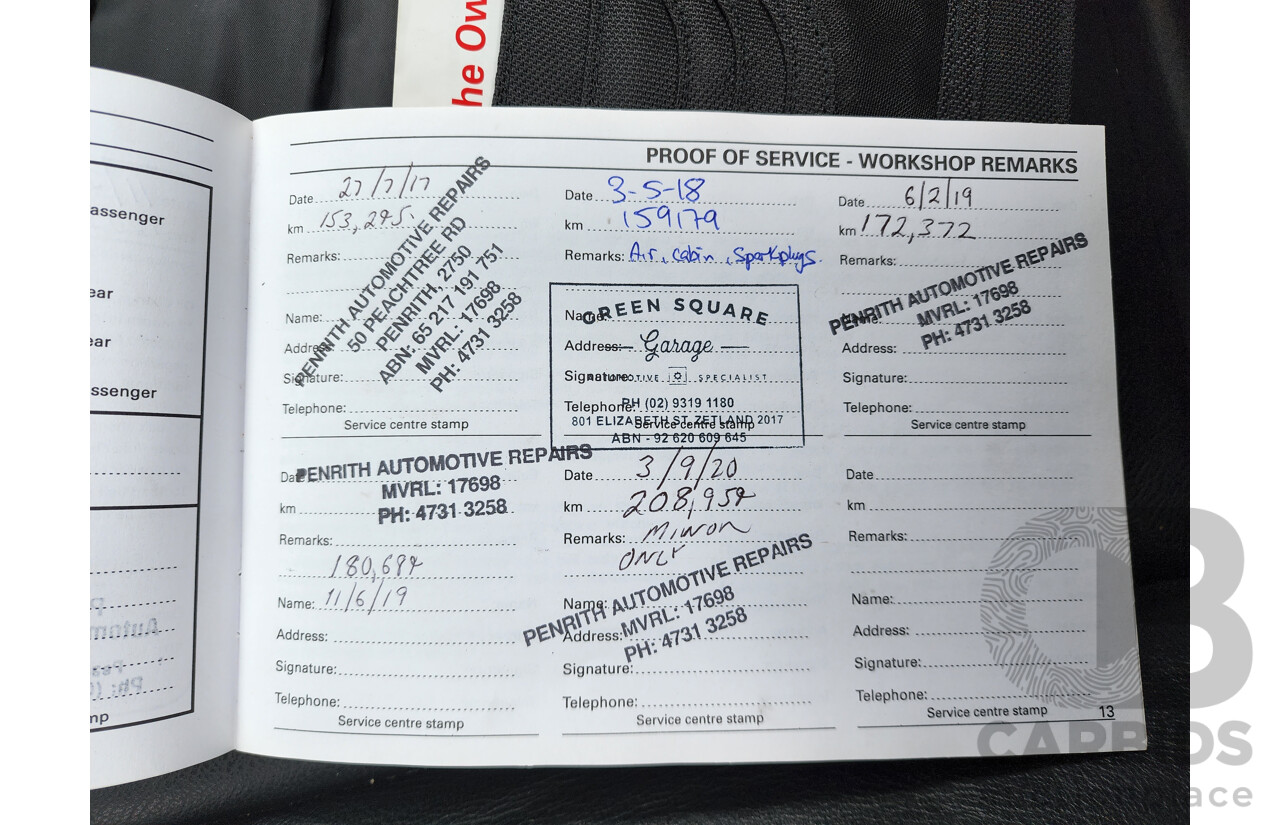 he Ow
PROOF OF SERVICE - WORKSHOP REMARKS
assenger
ear
ear
ssenger
mp
Date 27/7/17
km 153,245.
Remarks:
Name:
Address:
Signature:
Telephone:
Service centre stamp
PENRITH AUTOMOTIVE REPAIRS
50 PEACHTREE RD
PENRITH, 2750
ABN: 65 217 191 751
MVRL: 17698
PH: 4731 3258
Date 3-5-18
km 159179
Remarks: Air, cabin, Sparkplugs.
Name:
Address:
Signature:
Telephone:
Service centre stamp
GREEN SQUARE
Garage
AUTOMOTIVE SPECIALIST
PH (02) 9319 1180
801 ELIZABETH ST ZETLAND 2017
ABN - 92 620 609 645
Date 6/2/19
km 172,372
Remarks:
Name:
Address:
Signature:
Telephone:
Service centre stamp
PENRITH AUTOMOTIVE REPAIRS
MVRL: 17698
PH: 4731 3258
Date
km
Remarks:
180,684
Name: 11/6/19
Address:
Signature:
Telephone:
Service centre stamp
PENRITH AUTOMOTIVE REPAIRS
MVRL: 17698
PH: 4731 3258
Date 3/9/20
km 208,954
Remarks: MINOR
ONLY
Name:
Address:
Signature:
Telephone:
Service centre stamp
PENRITH AUTOMOTIVE REPAIRS
MVRL: 17698
PH: 4731 3258
Date
km
Remarks:
Name:
Address:
Signature:
Telephone:
Service centre stamp
13